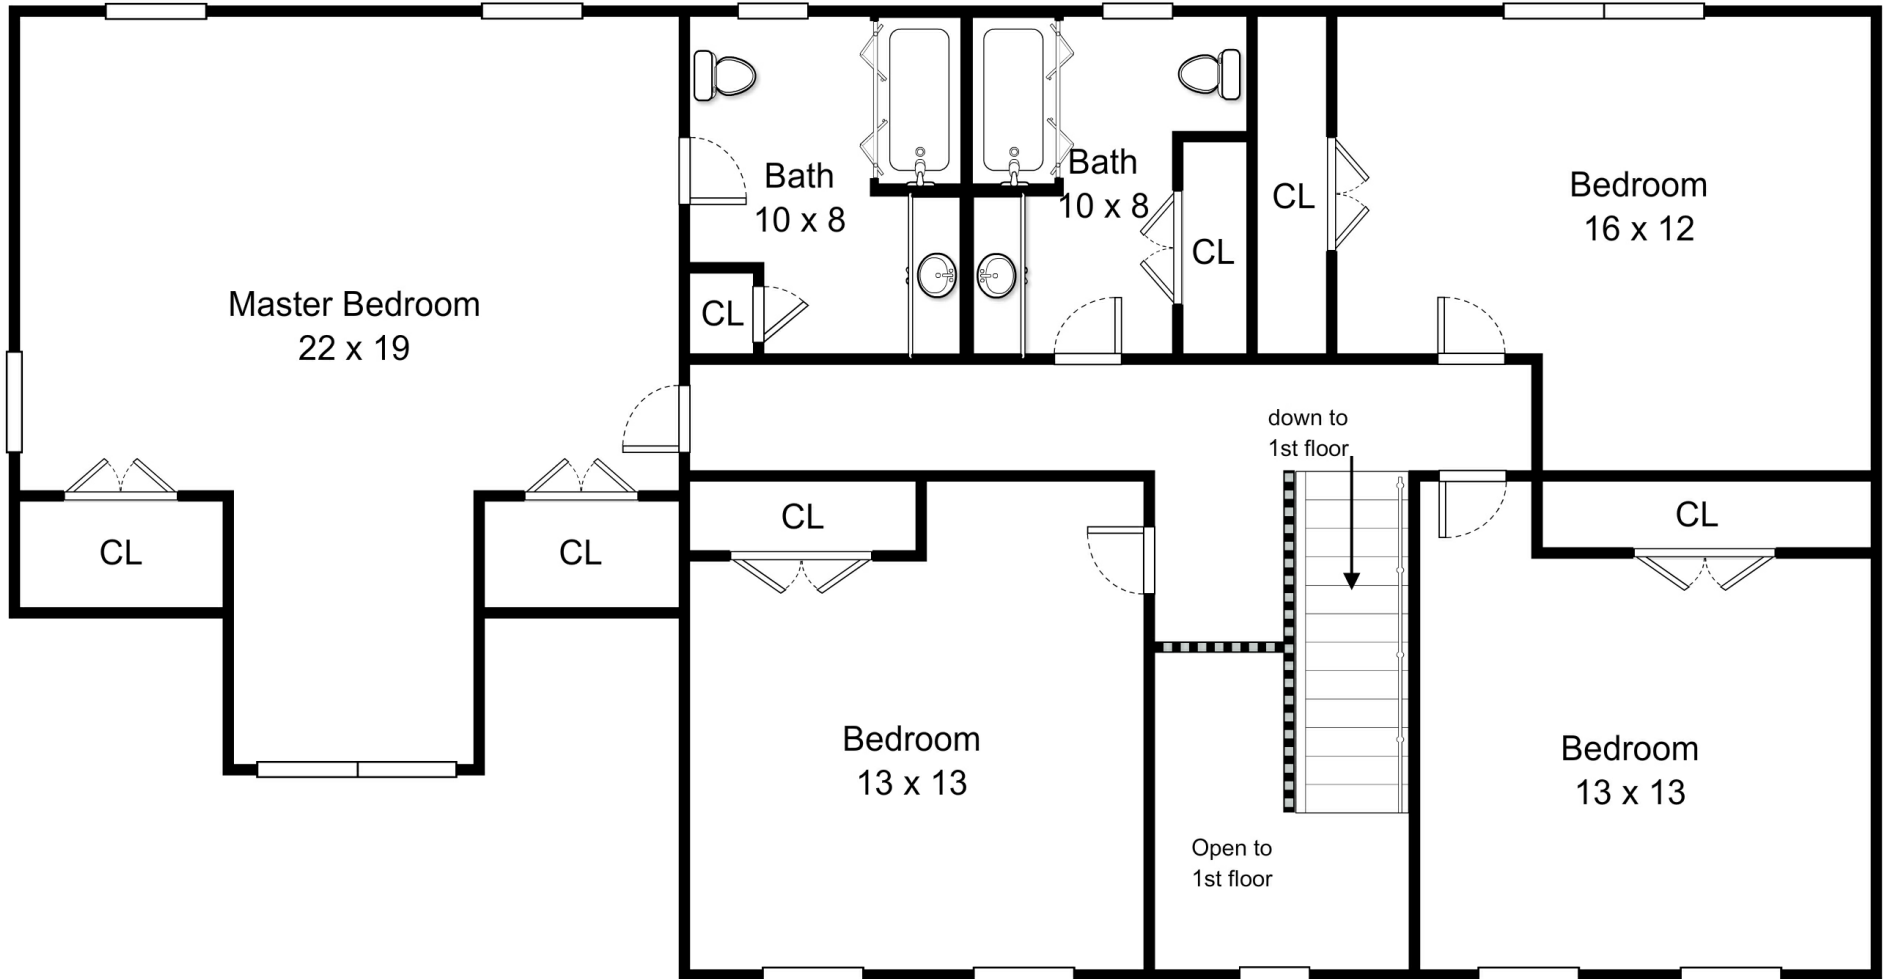 Bath
10 x 8
Bath
10 x 8
CL
CL
Bedroom
16 x 12
Master Bedroom
22 x 19
CL
down to
1st floor
CL
CL
CL
CL
Bedroom
13 x 13
Bedroom
13 x 13
Open to
1st floor